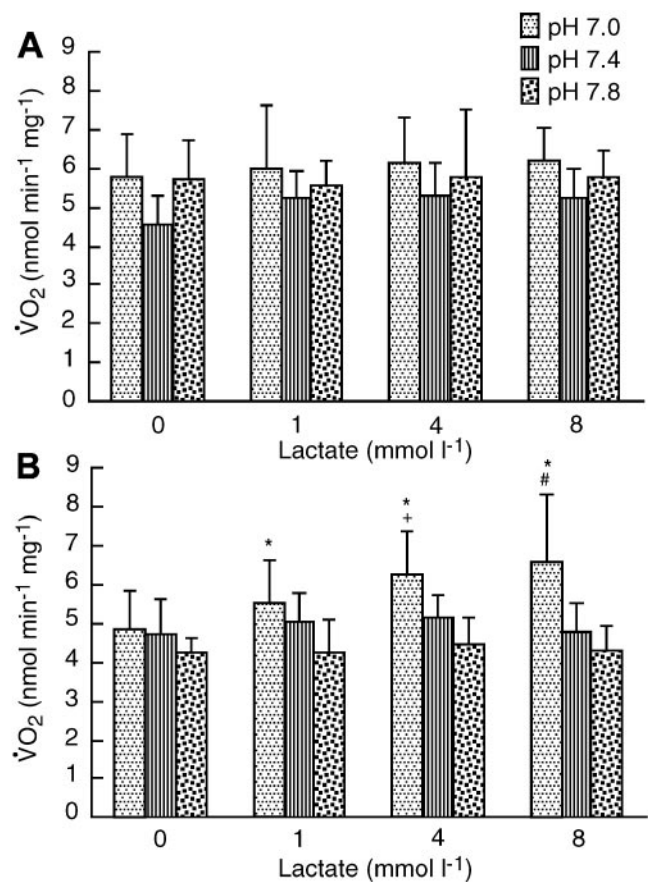 A
pH 7.0
pH 7.4
pH 7.8
V̇O2 (nmol min-1 mg-1)
9
8
7
6
5
4
3
2
1
0
0 1 4 8
Lactate (mmol l-1)
B
V̇O2 (nmol min-1 mg-1)
9
8
7
6
5
4
3
2
1
0
*
*
+
*
#
0 1 4 8
Lactate (mmol l-1)